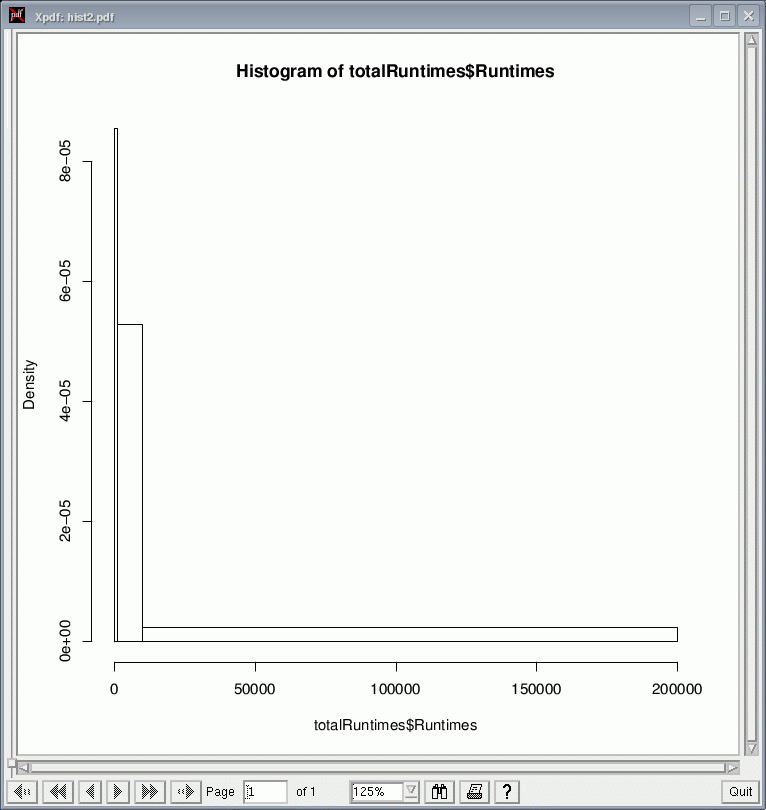 Xpdf: hist2.pdf
Histogram of totalRuntimes$Runtimes
8e−05
6e−05
4e−05
2e−05
0e+00
Density
0
50000
100000
150000
200000
totalRuntimes$Runtimes
Page 1 of 1 125% ? Quit